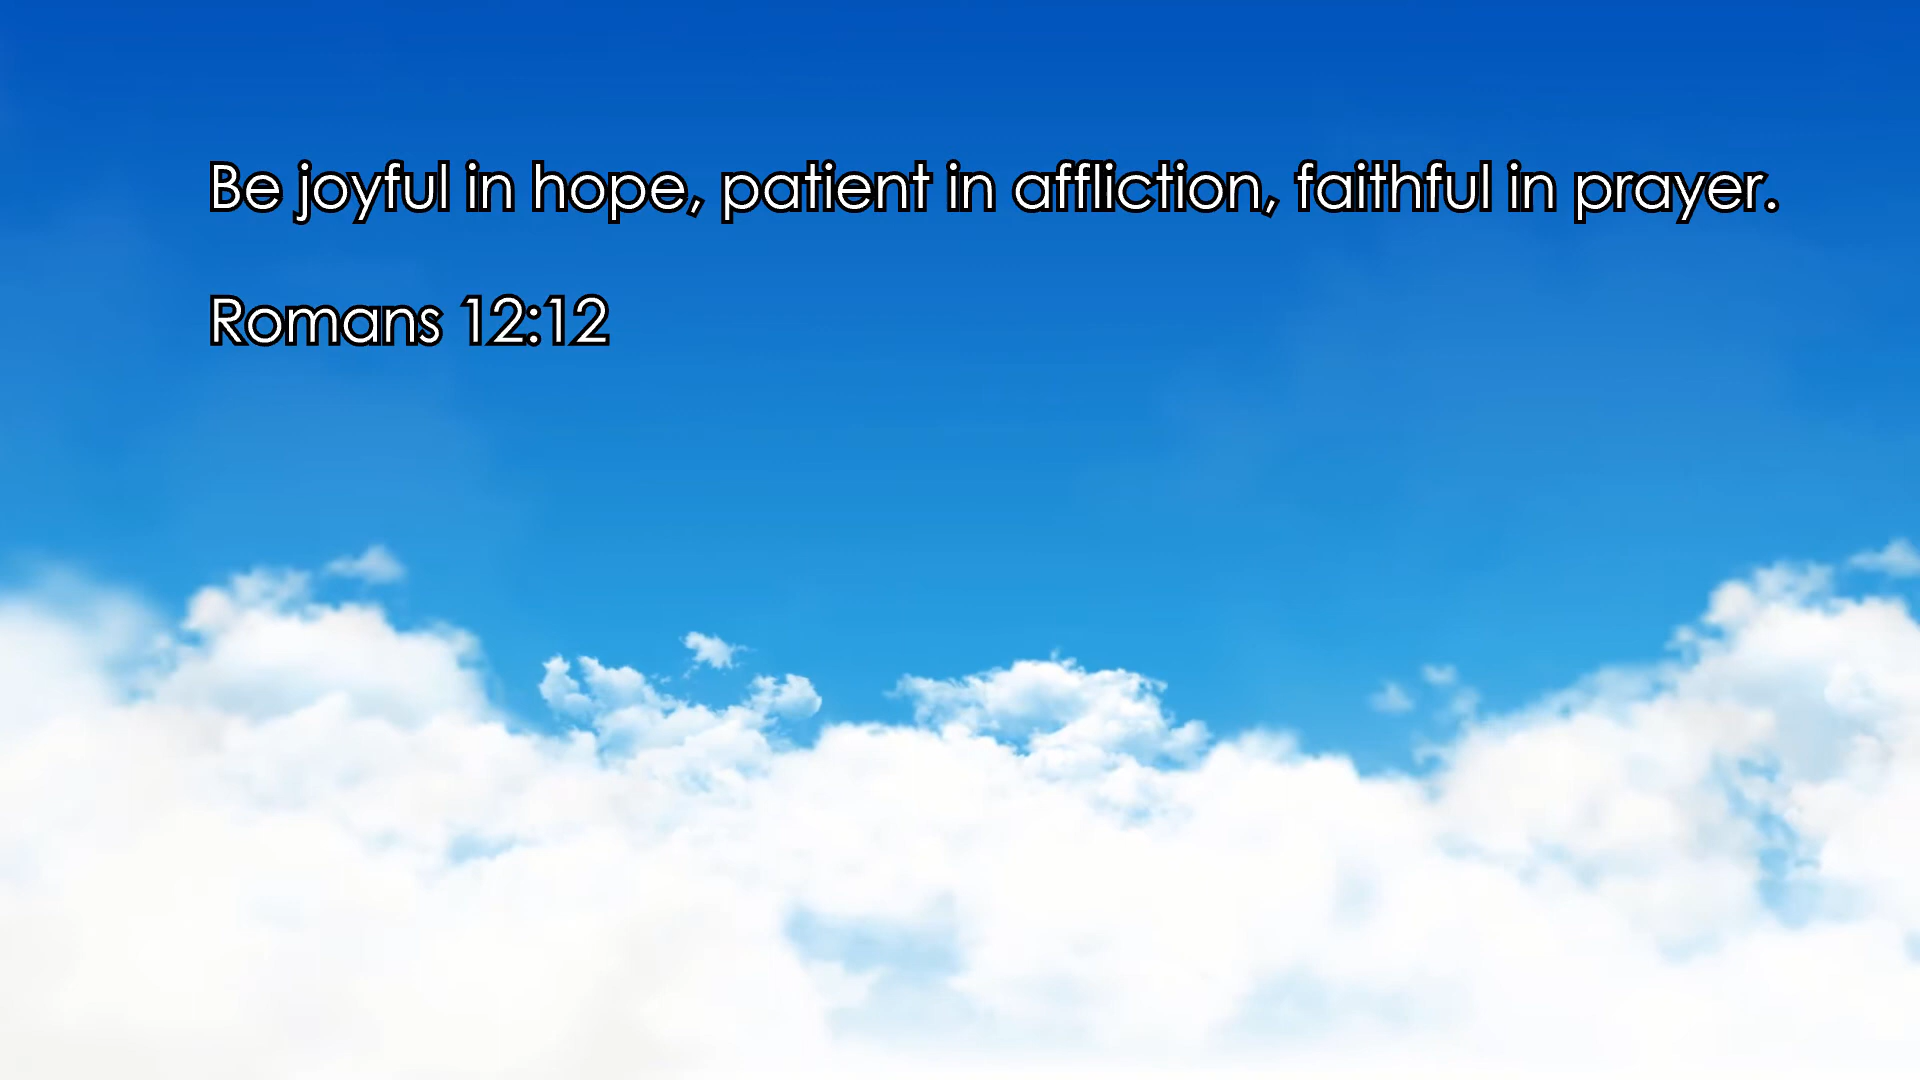 Be joyful in hope, patient in affliction, faithful in prayer.
Romans 12:12